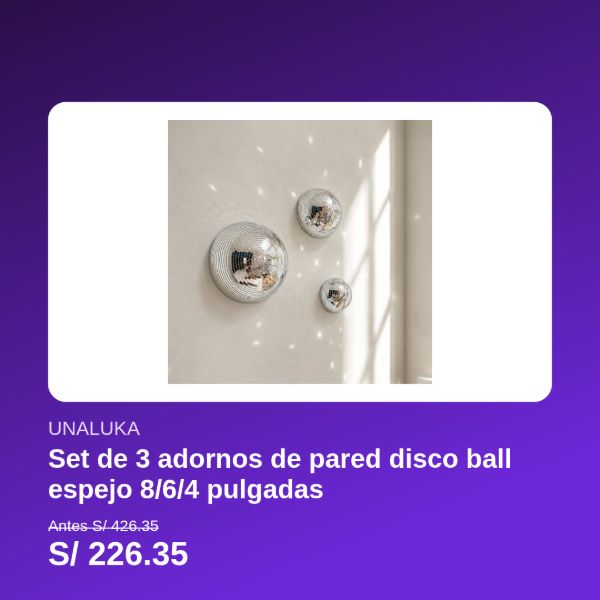 UNALUKA
Set de 3 adornos de pared disco ball
espejo 8/6/4 pulgadas
Antes S/ 426.35
S/ 226.35